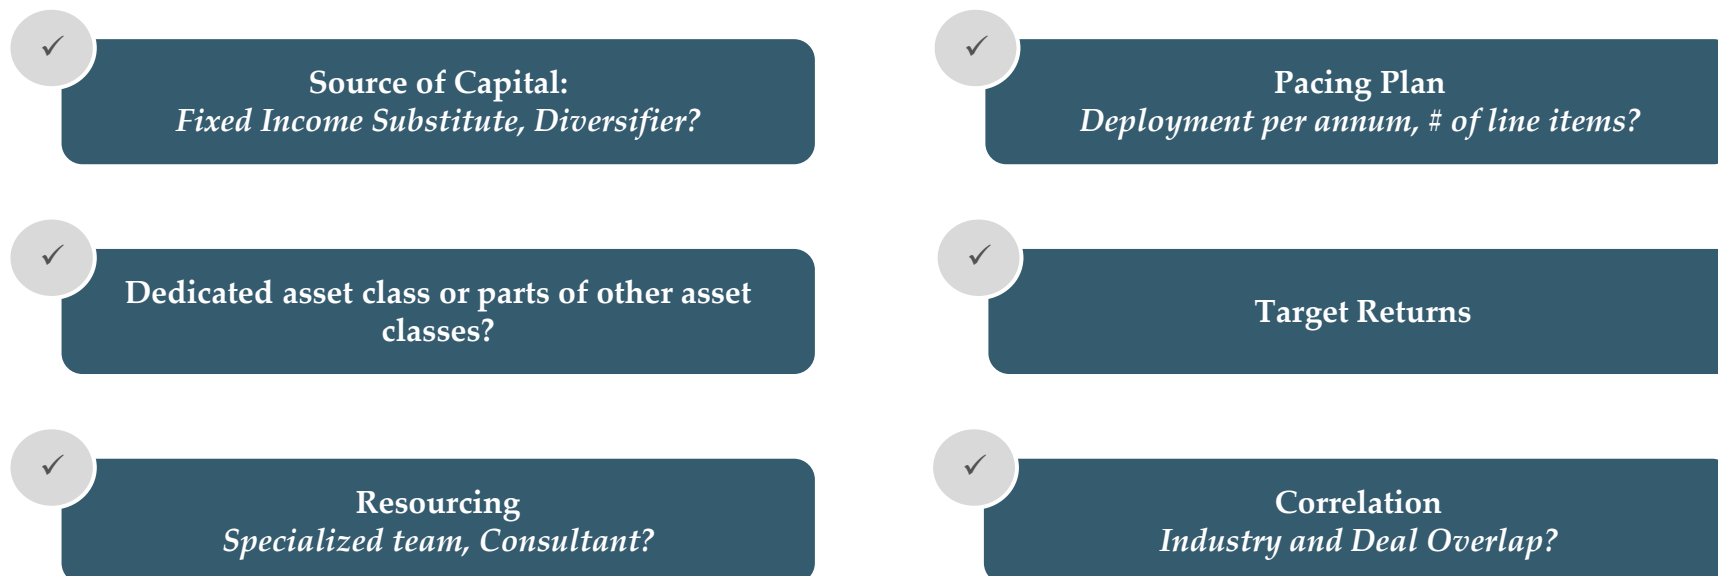 Source of Capital:
Fixed Income Substitute, Diversifier?
Dedicated asset class or parts of other asset
classes?
Resourcing
Specialized team, Consultant?
Pacing Plan
Deployment per annum, # of line items?
Target Returns
Correlation
Industry and Deal Overlap?